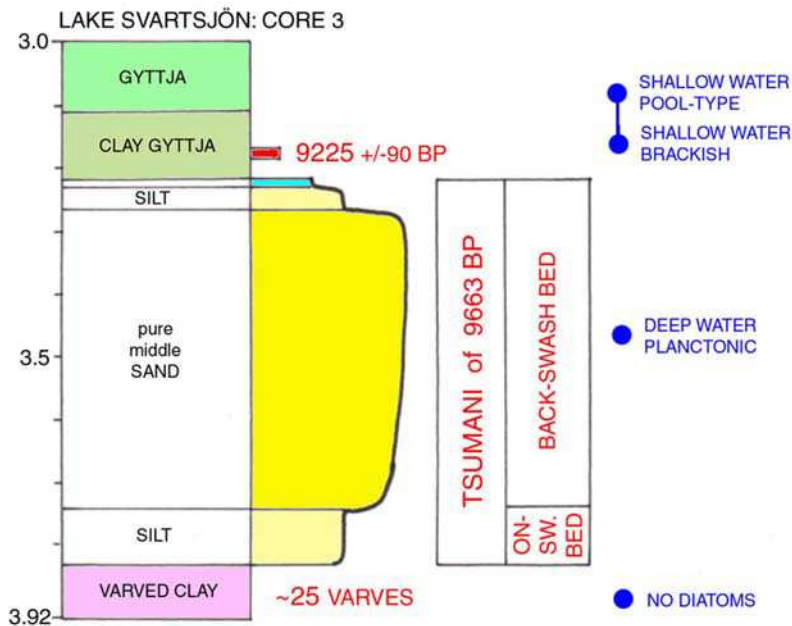 LAKE SVARTSJÖN: CORE 3
3.0
GYTTJA
SHALLOW WATER
POOL-TYPE
CLAY GYTTJA
9225 +/-90 BP
SHALLOW WATER
BRACKISH
SILT
TSUMANI of 9663 BP
BACK-SWASH BED
pure
middle
SAND
3.5
DEEP WATER
PLANCTONIC
SILT
ON-
SW.
BED
VARVED CLAY
~25 VARVES
NO DIATOMS
3.92